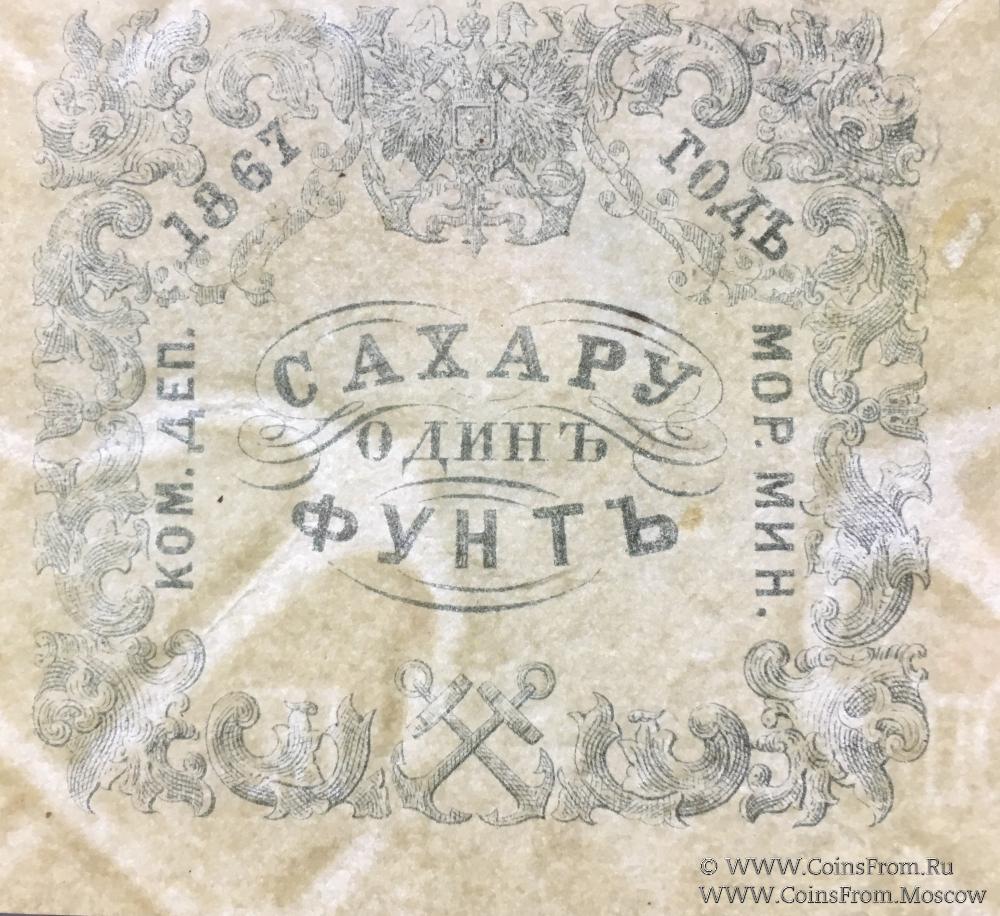 1867 ГОДЪ
КОМ. ДЕП.
САХАРУ
ОДИНЪ
ФУНТЪ
МОР. МИН.
© WWW.CoinsFrom.Ru
WWW.CoinsFrom.Moscow